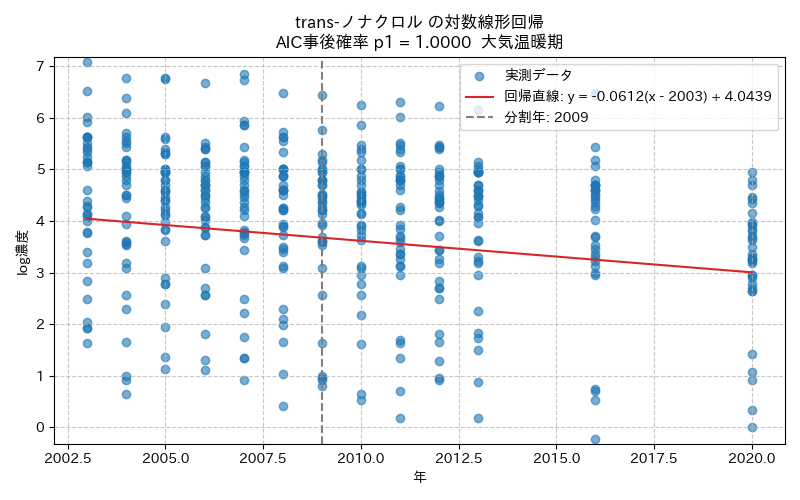 trans-ノナクロル の対数線形回帰
AIC事後確率 p1 = 1.0000  大気温暖期
実測データ
回帰直線: y = -0.0612(x - 2003) + 4.0439
分割年: 2009
log濃度
7
6
5
4
3
2
1
0
2002.5 2005.0 2007.5 2010.0 2012.5 2015.0 2017.5 2020.0
年